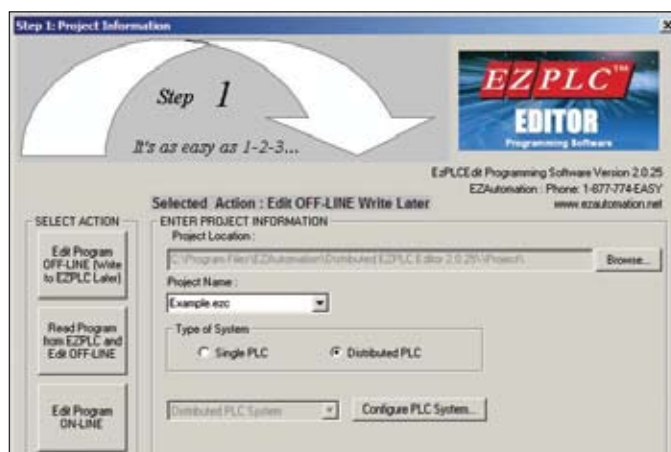 Step 1: Project Information
Step 1
It's as easy as 1-2-3...
EZPLC™
EDITOR
Programming Software
EzPLCEdit Programming Software Version 2.0.25
EZAutomation : Phone: 1-877-774-EASY
www.ezautomation.net
Selected Action : Edit OFF-LINE Write Later
SELECT ACTION
Edit Program
OFF-LINE (Write
to EZPLC Later)
Read Program
from EZPLC and
Edit OFF-LINE
Edit Program
ON-LINE
ENTER PROJECT INFORMATION
Project Location :
C:\Program Files\EZAutomation\Distributed EZPLC Editor 2.0.25\Project\
Browse...
Project Name :
Example.ezc
Type of System
Single PLC
Distributed PLC
Distributed PLC System
Configure PLC System...